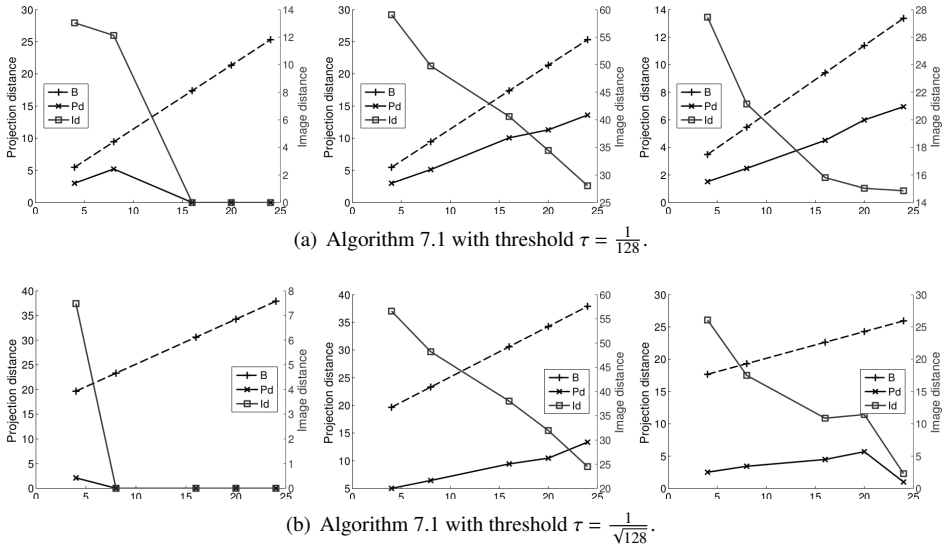 30
25
20
15
10
5
0
Projection distance
B
Pd
Id
14
12
10
8
6
4
2
0
Image distance
0 5 10 15 20 25
30
25
20
15
10
5
0
Projection distance
B
Pd
Id
60
55
50
45
40
35
30
25
Image distance
0 5 10 15 20 25
14
12
10
8
6
4
2
0
Projection distance
B
Pd
Id
28
26
24
22
20
18
16
14
Image distance
0 5 10 15 20 25
(a) Algorithm 7.1 with threshold τ = 1/128.
40
35
30
25
20
15
10
5
0
Projection distance
B
Pd
Id
8
7
6
5
4
3
2
1
0
Image distance
0 5 10 15 20 25
40
35
30
25
20
15
10
5
Projection distance
B
Pd
Id
60
55
50
45
40
35
30
25
20
Image distance
0 5 10 15 20 25
30
25
20
15
10
5
0
Projection distance
B
Pd
Id
30
25
20
15
10
5
0
Image distance
0 5 10 15 20 25
(b) Algorithm 7.1 with threshold τ = 1/√128.